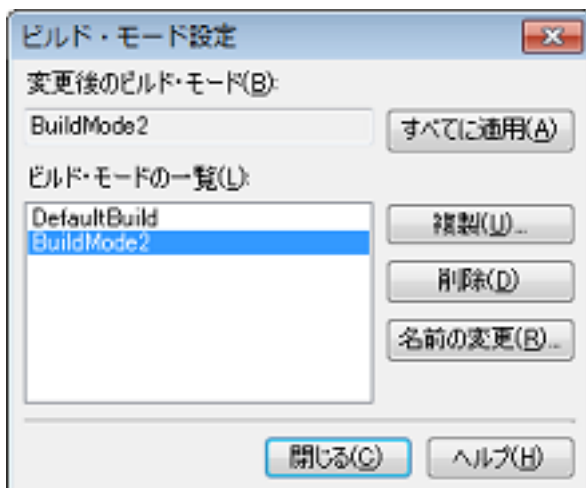 ビルド・モード設定
変更後のビルド・モード(B):
BuildMode2
すべてに適用(A)
ビルド・モードの一覧(L):
DefaultBuild
BuildMode2
複製(U)...
削除(D)
名前の変更(R)...
閉じる(C)
ヘルプ(H)